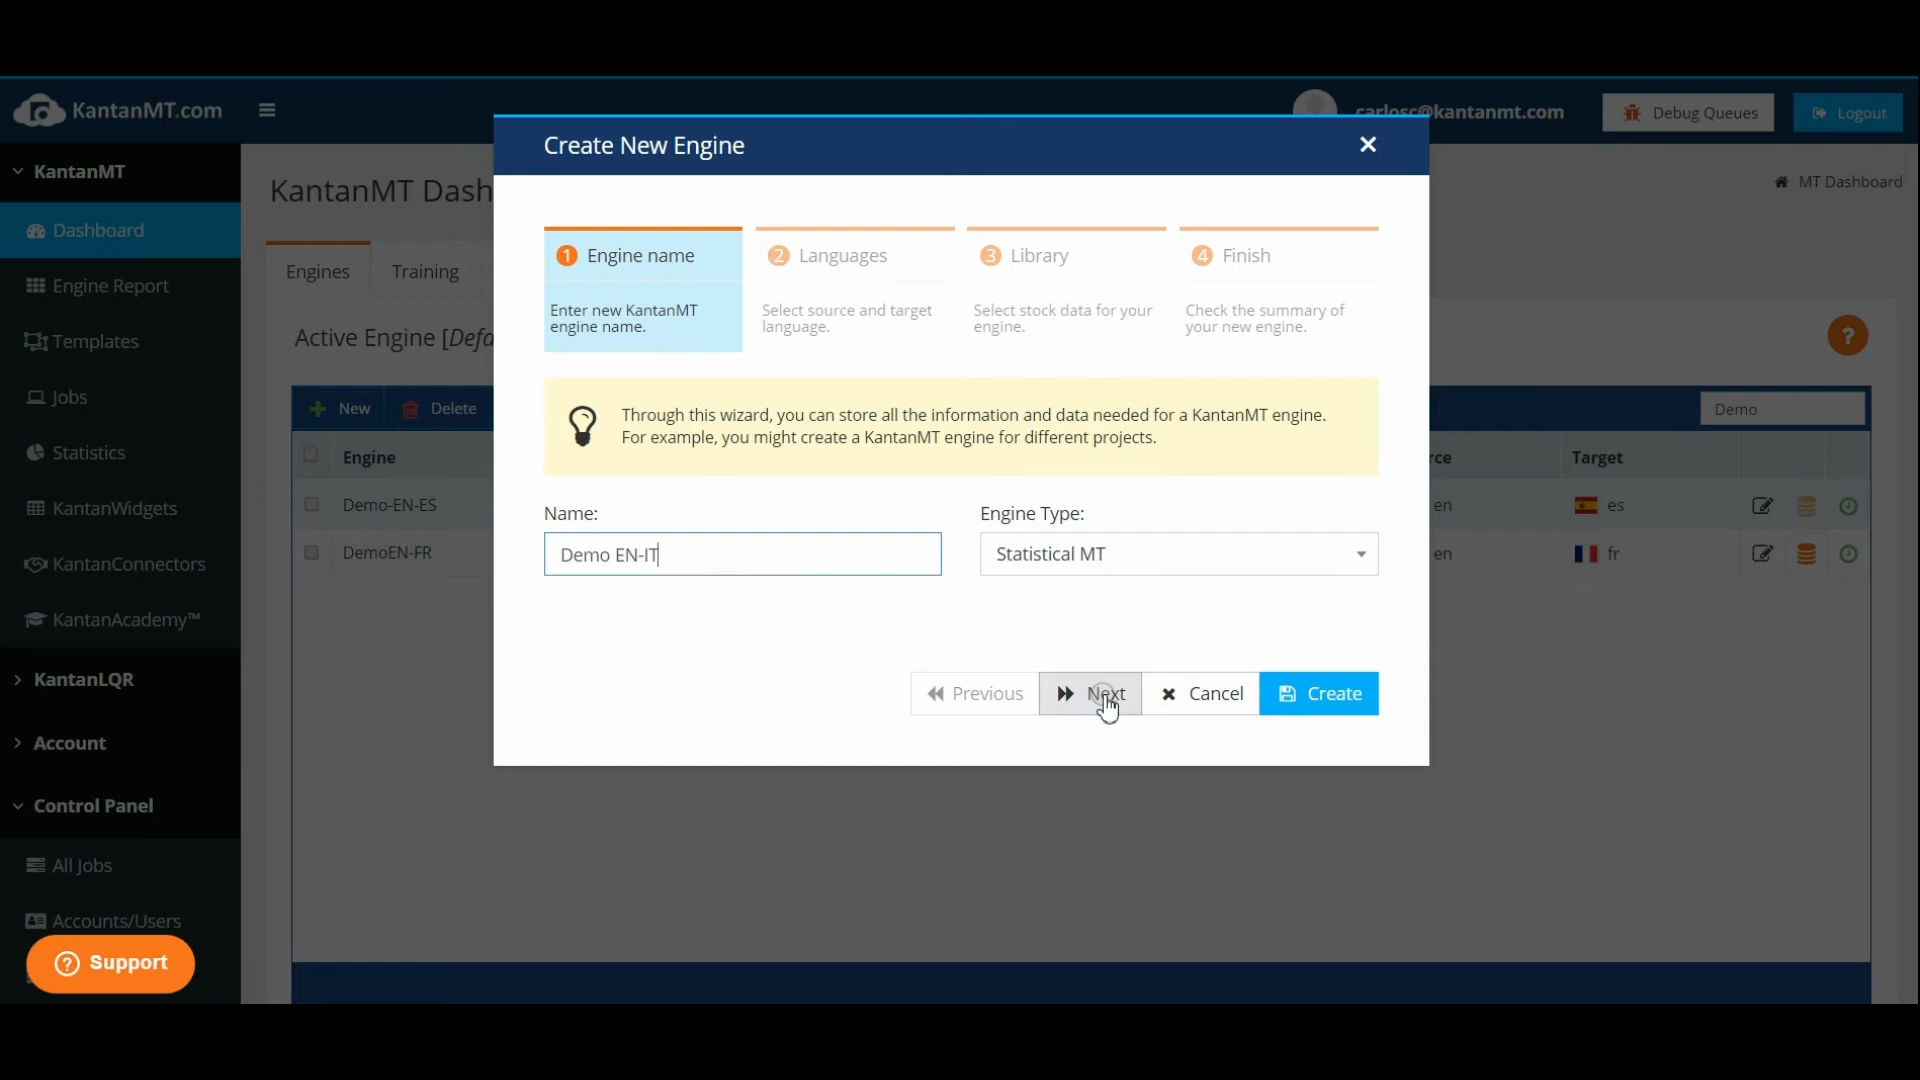 KantanMT.com
carlosc@kantanmt.com
Debug Queues
Logout
KantanMT
Dashboard
Engine Report
Templates
Jobs
Statistics
KantanWidgets
KantanConnectors
KantanAcademy™
KantanLQR
Account
Control Panel
All Jobs
Accounts/Users
Support
KantanMT Dash
MT Dashboard
Engines
Training
Active Engine [Defa
?
New
Delete
Demo
Engine
rce
Target
Demo-EN-ES
en
es
DemoEN-FR
en
fr
Create New Engine
1 Engine name
Enter new KantanMT
engine name.
2 Languages
Select source and target
language.
3 Library
Select stock data for your
engine.
4 Finish
Check the summary of
your new engine.
Through this wizard, you can store all the information and data needed for a KantanMT engine.
For example, you might create a KantanMT engine for different projects.
Name:
Engine Type:
Demo EN-IT
Statistical MT
Previous
Next
Cancel
Create